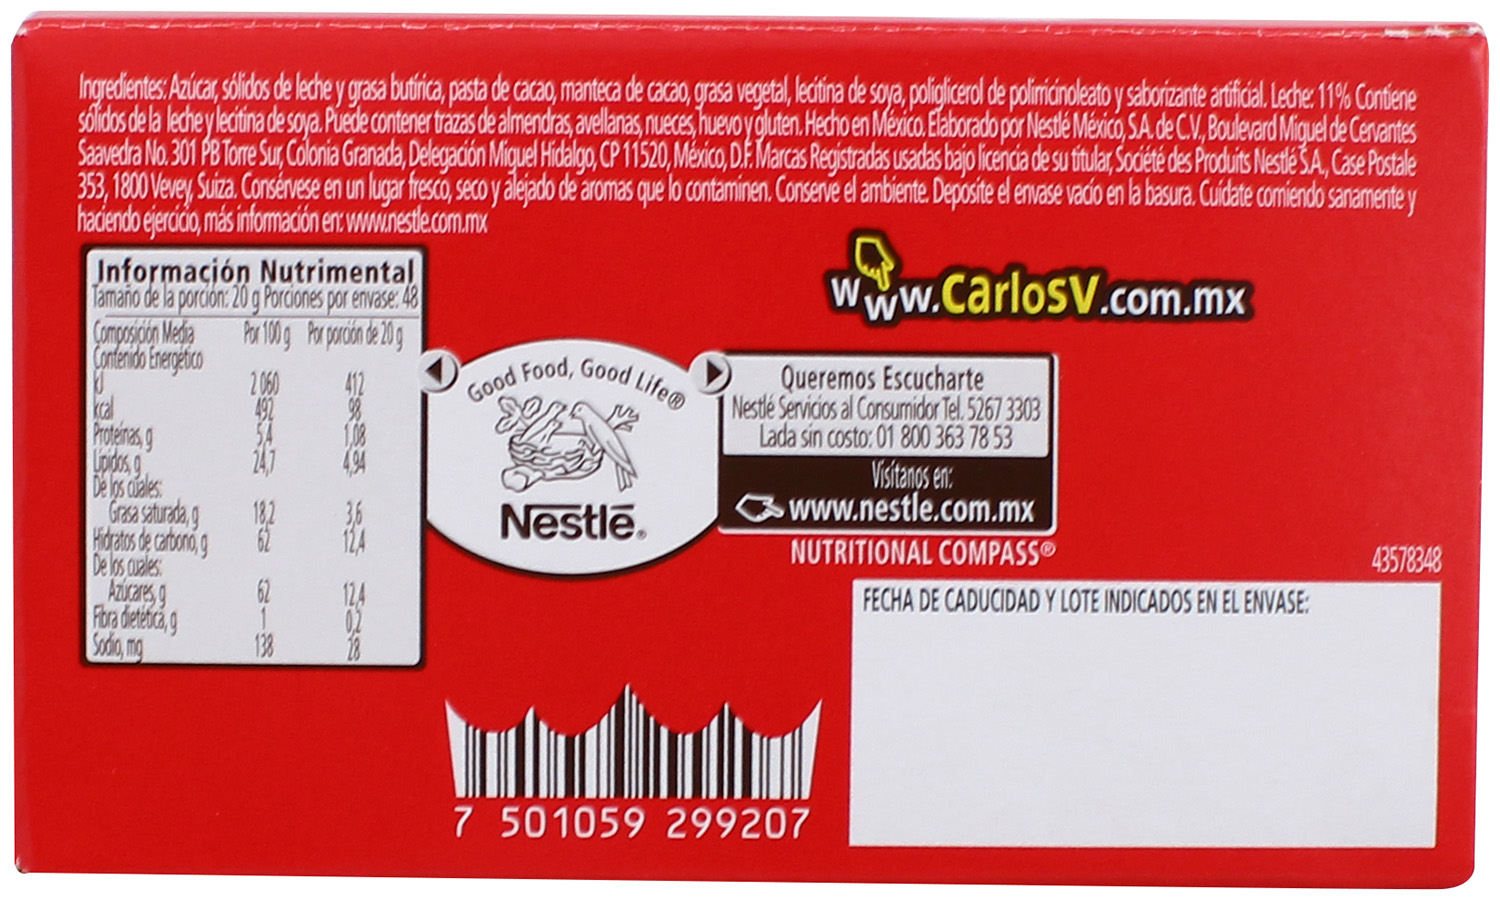 Ingredientes: Azúcar, sólidos de leche y grasa butírica, pasta de cacao, manteca de cacao, grasa vegetal, lecitina de soya, poliglicerol de polirricinoleato y saborizante artificial. Leche: 11% Contiene
sólidos de la leche y lecitina de soya. Puede contener trazas de almendras, avellanas, nueces, huevo y gluten. Hecho en México. Elaborado por Nestlé México, S.A. de C.V., Boulevard Miguel de Cervantes
Saavedra No. 301 PB Torre Sur, Colonia Granada, Delegación Miguel Hidalgo, CP 11520, México, D.F. Marcas Registradas usadas bajo licencia de su titular, Société des Produits Nestlé S.A., Case Postale
353, 1800 Vevey, Suiza. Consérvese en un lugar fresco, seco y alejado de aromas que lo contaminen. Conserve el ambiente. Deposite el envase vacío en la basura. Cuídate comiendo sanamente y
haciendo ejercicio, más información en: www.nestle.com.mx
www.CarlosV.com.mx
Información Nutrimental
Tamaño de la porción: 20 g Porciones por envase: 48
Composición Media Por 100 g Por porción de 20 g
Contenido Energético
kJ 2 060 412
kcal 492 98
Proteínas, g 5,4 1,08
Lípidos, g 24,7 4,94
De los cuales:
Grasa saturada, g 18,2 3,6
Hidratos de carbono, g 62 12,4
De los cuales:
Azúcares, g 62 12,4
Fibra dietética, g 1 0,2
Sodio, mg 138 28
Good Food, Good Life®
Nestlé®
Queremos Escucharte
Nestlé Servicios al Consumidor Tel. 5267 3303
Lada sin costo: 01 800 363 78 53
Visítanos en:
www.nestle.com.mx
NUTRITIONAL COMPASS®
43578348
FECHA DE CADUCIDAD Y LOTE INDICADOS EN EL ENVASE:
7 501059 299207